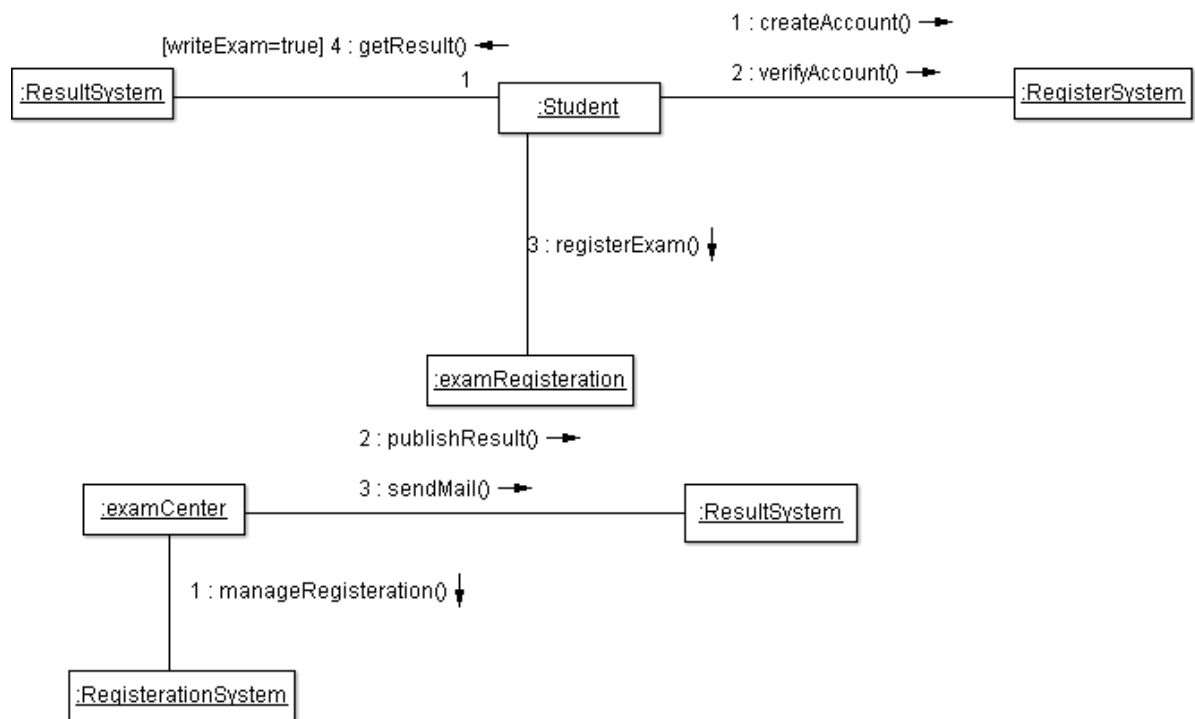 1 : createAccount()
[writeExam=true] 4 : getResult()
2 : verifyAccount()
1
:ResultSystem
:Student
:RegisterSystem
3 : registerExam()
:examRegisteration
2 : publishResult()
3 : sendMail()
:examCenter
:ResultSystem
1 : manageRegisteration()
:RegisterationSystem